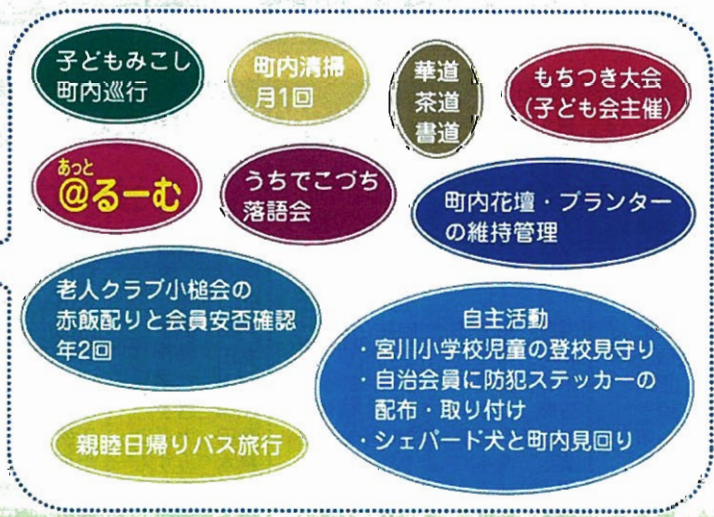 子どもみこし
町内巡行
町内清掃
月1回
華道
茶道
書道
もちつき大会
(子ども会主催)
あっと
@るーむ
うちでこづち
落語会
町内花壇・プランター
の維持管理
老人クラブ小槌会の
赤飯配りと会員安否確認
年2回
自主活動
・宮川小学校児童の登校見守り
・自治会員に防犯ステッカーの
配布・取り付け
・シェパード犬と町内見回り
親睦日帰りバス旅行